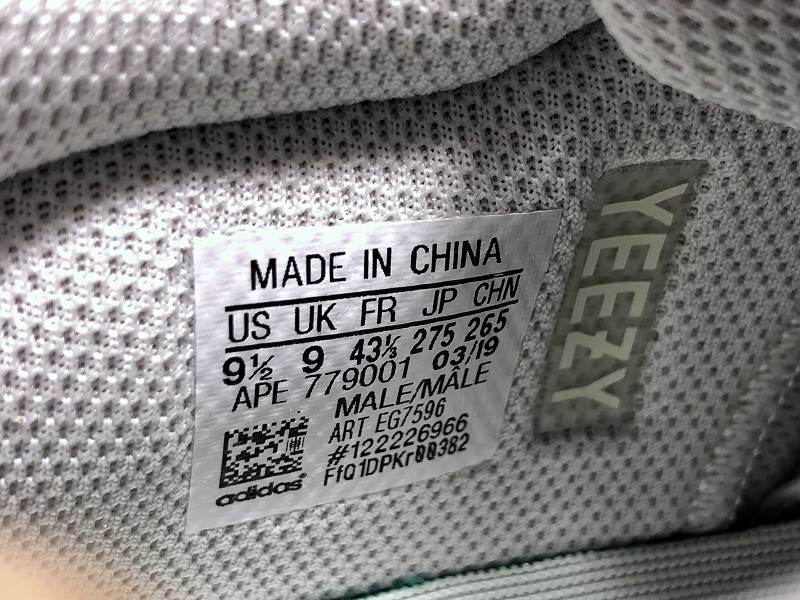 MADE IN CHINA
US UK FR JP CHN
9½ 9 43⅓ 275 265
APE 779001 03/19
MALE/MÂLE
ART EG7596
#122226966
FfQ1DPKr00382
adidas
YEEZY